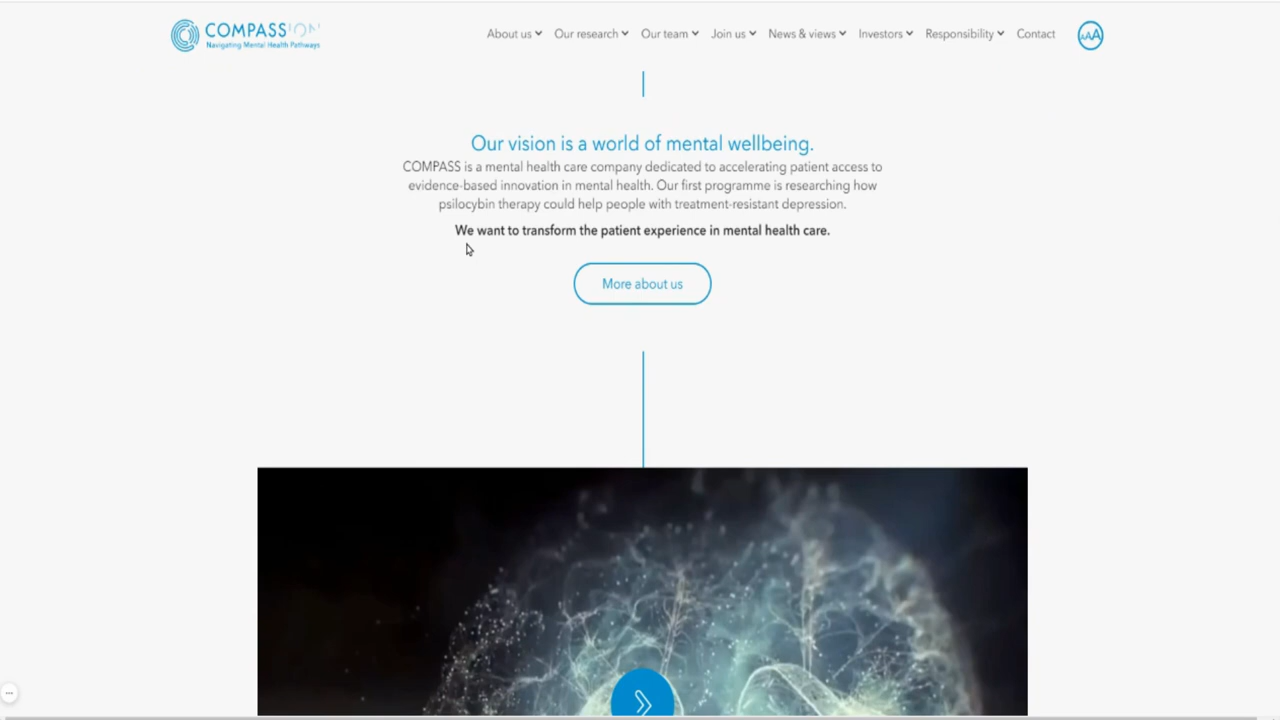 COMPASSION
Navigating Mental Health Pathways
About us
Our research
Our team
Join us
News & views
Investors
Responsibility
Contact
AAA
Our vision is a world of mental wellbeing.
COMPASS is a mental health care company dedicated to accelerating patient access to
evidence-based innovation in mental health. Our first programme is researching how
psilocybin therapy could help people with treatment-resistant depression.
We want to transform the patient experience in mental health care.
More about us